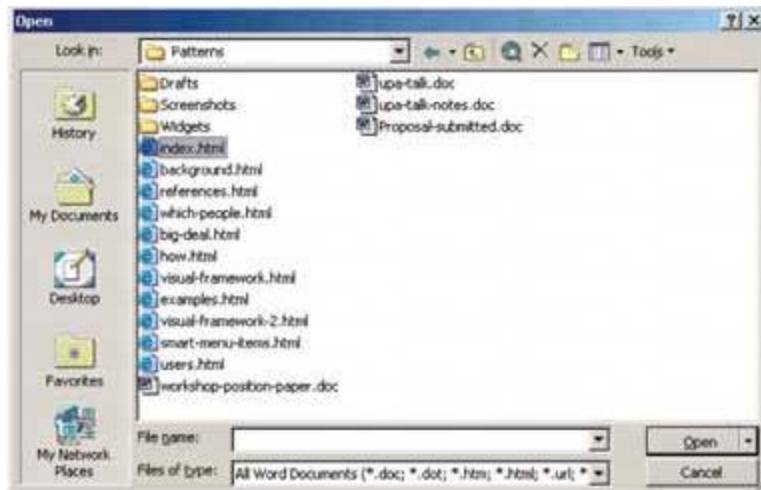 Open
Look in:
Patterns
Tools
History
My Documents
Desktop
Favorites
My Network
Places
Drafts
Screenshots
Widgets
index.html
background.html
references.html
which-people.html
big-deal.html
how.html
visual-framework.html
examples.html
visual-framework-2.html
smart-menu-items.html
users.html
workshop-position-paper.doc
upa-talk.doc
upa-talk-notes.doc
Proposal-submitted.doc
File name:
Open
Files of type:
All Word Documents (*.doc; *.dot; *.htm; *.html; *.url; *
Cancel